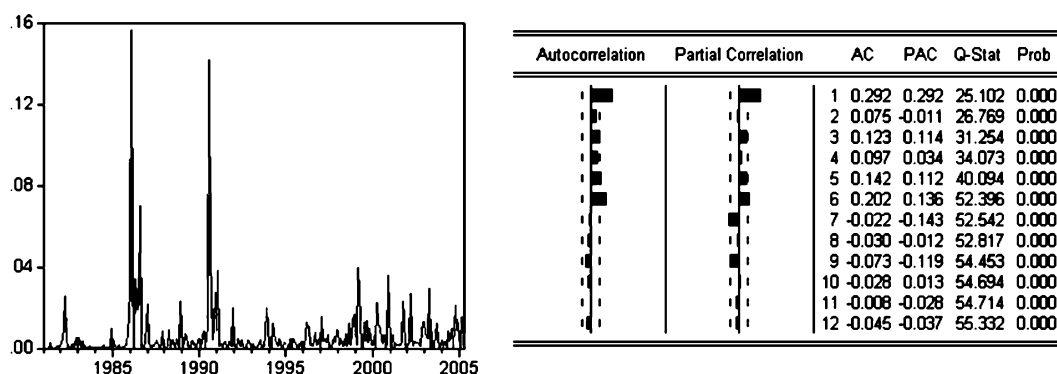 .16
.12
.08
.04
.00
1985 1990 1995 2000 2005
Autocorrelation Partial Correlation AC PAC Q-Stat Prob
1 0.292 0.292 25.102 0.000
2 0.075 -0.011 26.769 0.000
3 0.123 0.114 31.254 0.000
4 0.097 0.034 34.073 0.000
5 0.142 0.112 40.094 0.000
6 0.202 0.136 52.396 0.000
7 -0.022 -0.143 52.542 0.000
8 -0.030 -0.012 52.817 0.000
9 -0.073 -0.119 54.453 0.000
10 -0.028 0.013 54.694 0.000
11 -0.008 -0.028 54.714 0.000
12 -0.045 -0.037 55.332 0.000